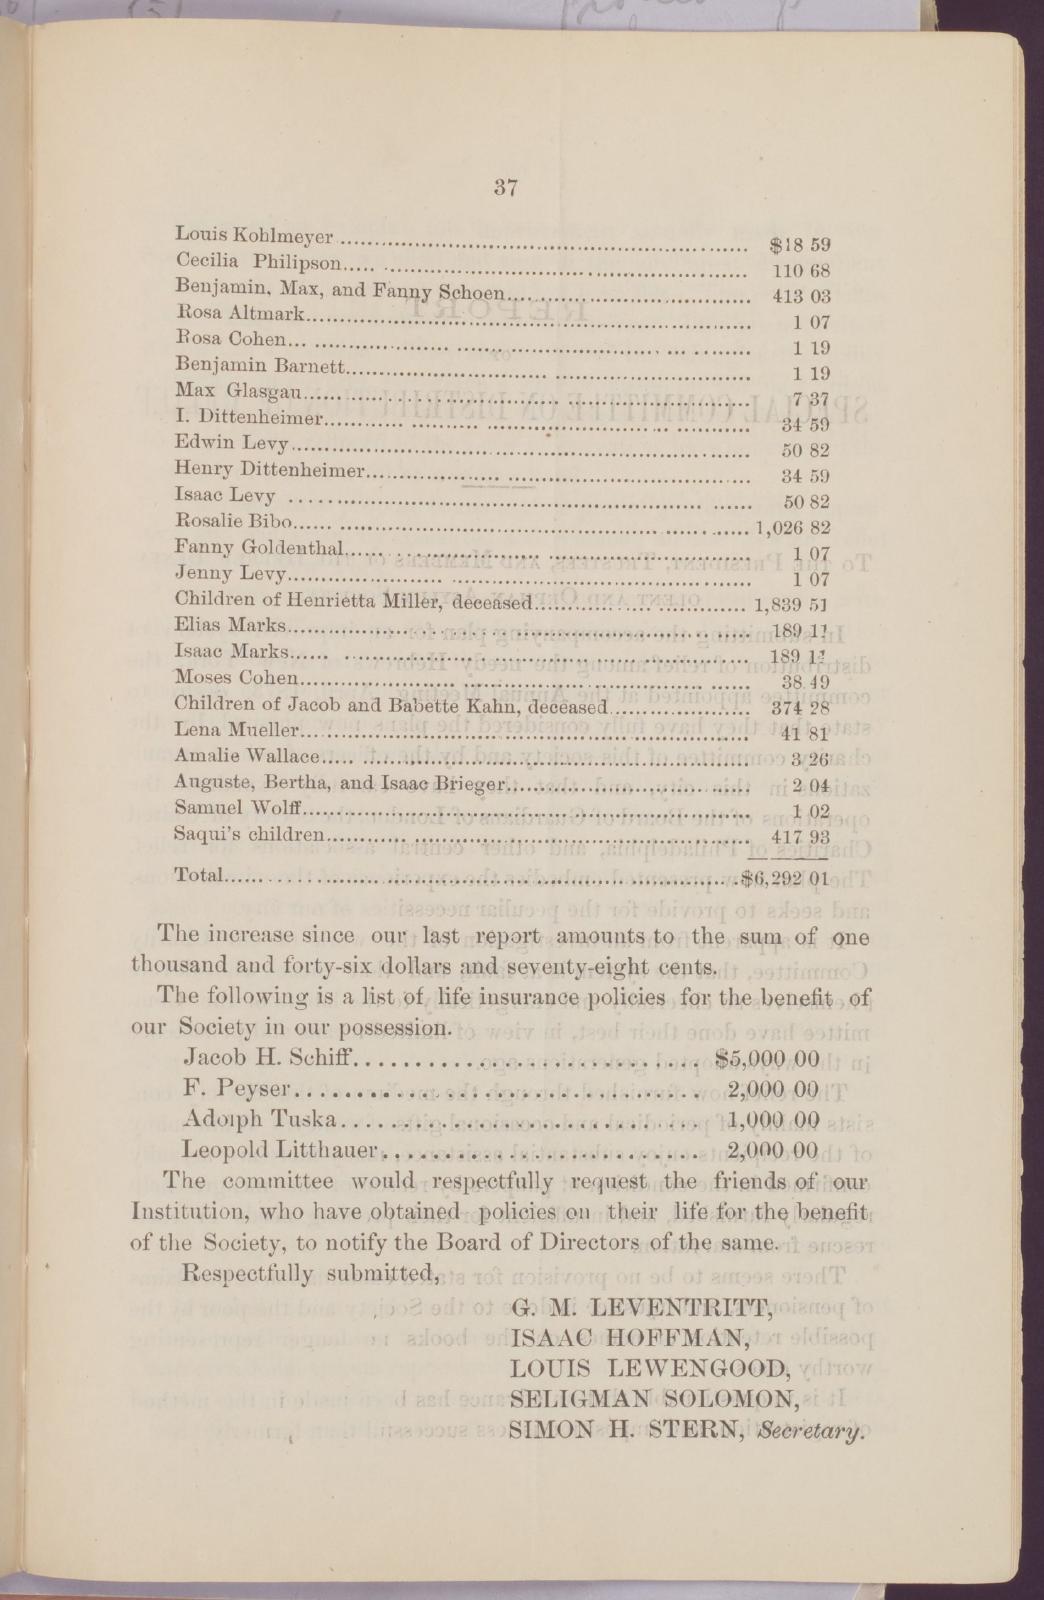 37
Louis Kohlmeyer ........ $18 59
Cecilia Philipson........ 110 68
Benjamin, Max, and Fanny Schoen........ 413 03
Rosa Altmark........ 1 07
Rosa Cohen........ 1 19
Benjamin Barnett........ 1 19
Max Glasgau........ 7 37
I. Dittenheimer........ 34 59
Edwin Levy........ 50 82
Henry Dittenheimer........ 34 59
Isaac Levy ........ 50 82
Rosalie Bibo........ 1,026 82
Fanny Goldenthal........ 1 07
Jenny Levy........ 1 07
Children of Henrietta Miller, deceased........ 1,839 51
Elias Marks........ 189 11
Isaac Marks........ 189 11
Moses Cohen........ 38 49
Children of Jacob and Babette Kahn, deceased........ 374 28
Lena Mueller........ 41 81
Amalie Wallace........ 3 26
Auguste, Bertha, and Isaac Brieger........ 2 04
Samuel Wolff........ 1 02
Saqui's children........ 417 93
Total........ $6,292 01
The increase since our last report amounts to the sum of one
thousand and forty-six dollars and seventy-eight cents.
The following is a list of life insurance policies for the benefit of
our Society in our possession.
Jacob H. Schiff........ $5,000 00
F. Peyser........ 2,000 00
Adolph Tuska........ 1,000 00
Leopold Litthauer........ 2,000 00
The committee would respectfully request the friends of our
Institution, who have obtained policies on their life for the benefit
of the Society, to notify the Board of Directors of the same.
Respectfully submitted,
G. M. LEVENTRITT,
ISAAC HOFFMAN,
LOUIS LEWENGOOD,
SELIGMAN SOLOMON,
SIMON H. STERN, Secretary.